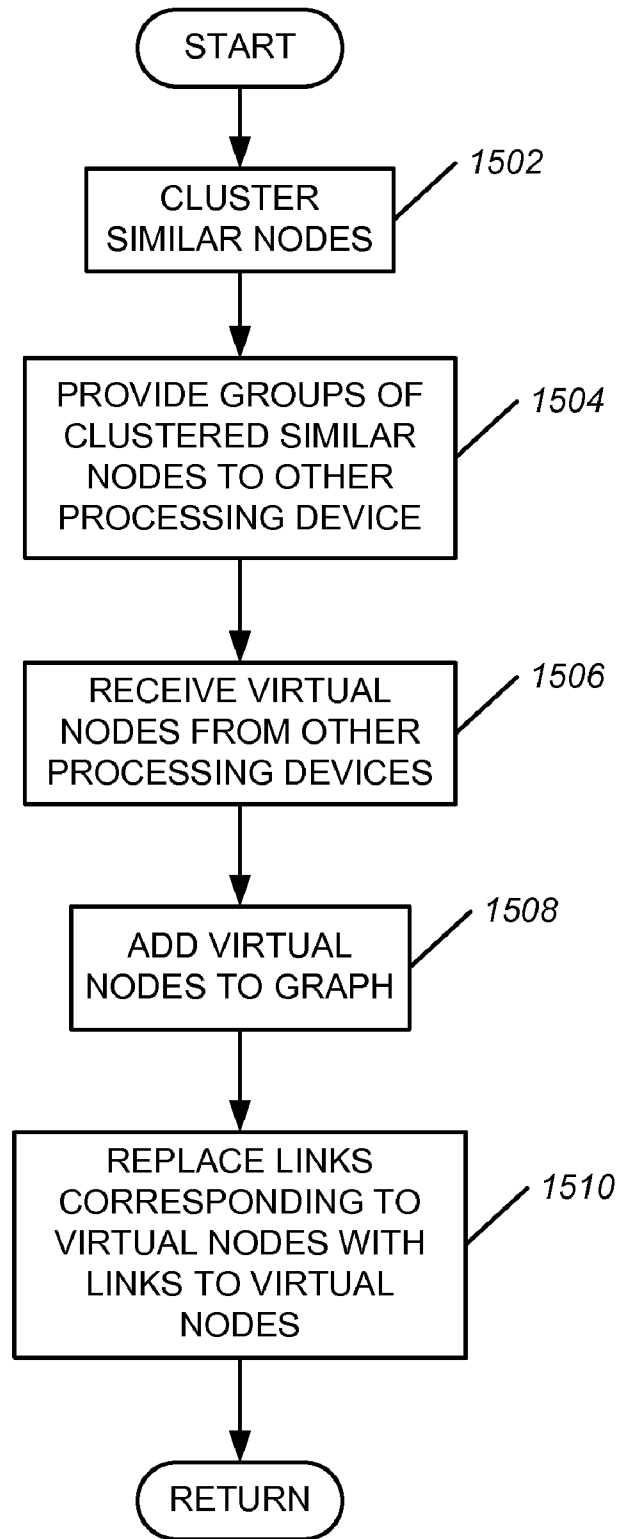 START
1502
CLUSTER
SIMILAR NODES
1504
PROVIDE GROUPS OF
CLUSTERED SIMILAR
NODES TO OTHER
PROCESSING DEVICE
1506
RECEIVE VIRTUAL
NODES FROM OTHER
PROCESSING DEVICES
1508
ADD VIRTUAL
NODES TO GRAPH
1510
REPLACE LINKS
CORRESPONDING TO
VIRTUAL NODES WITH
LINKS TO VIRTUAL
NODES
RETURN